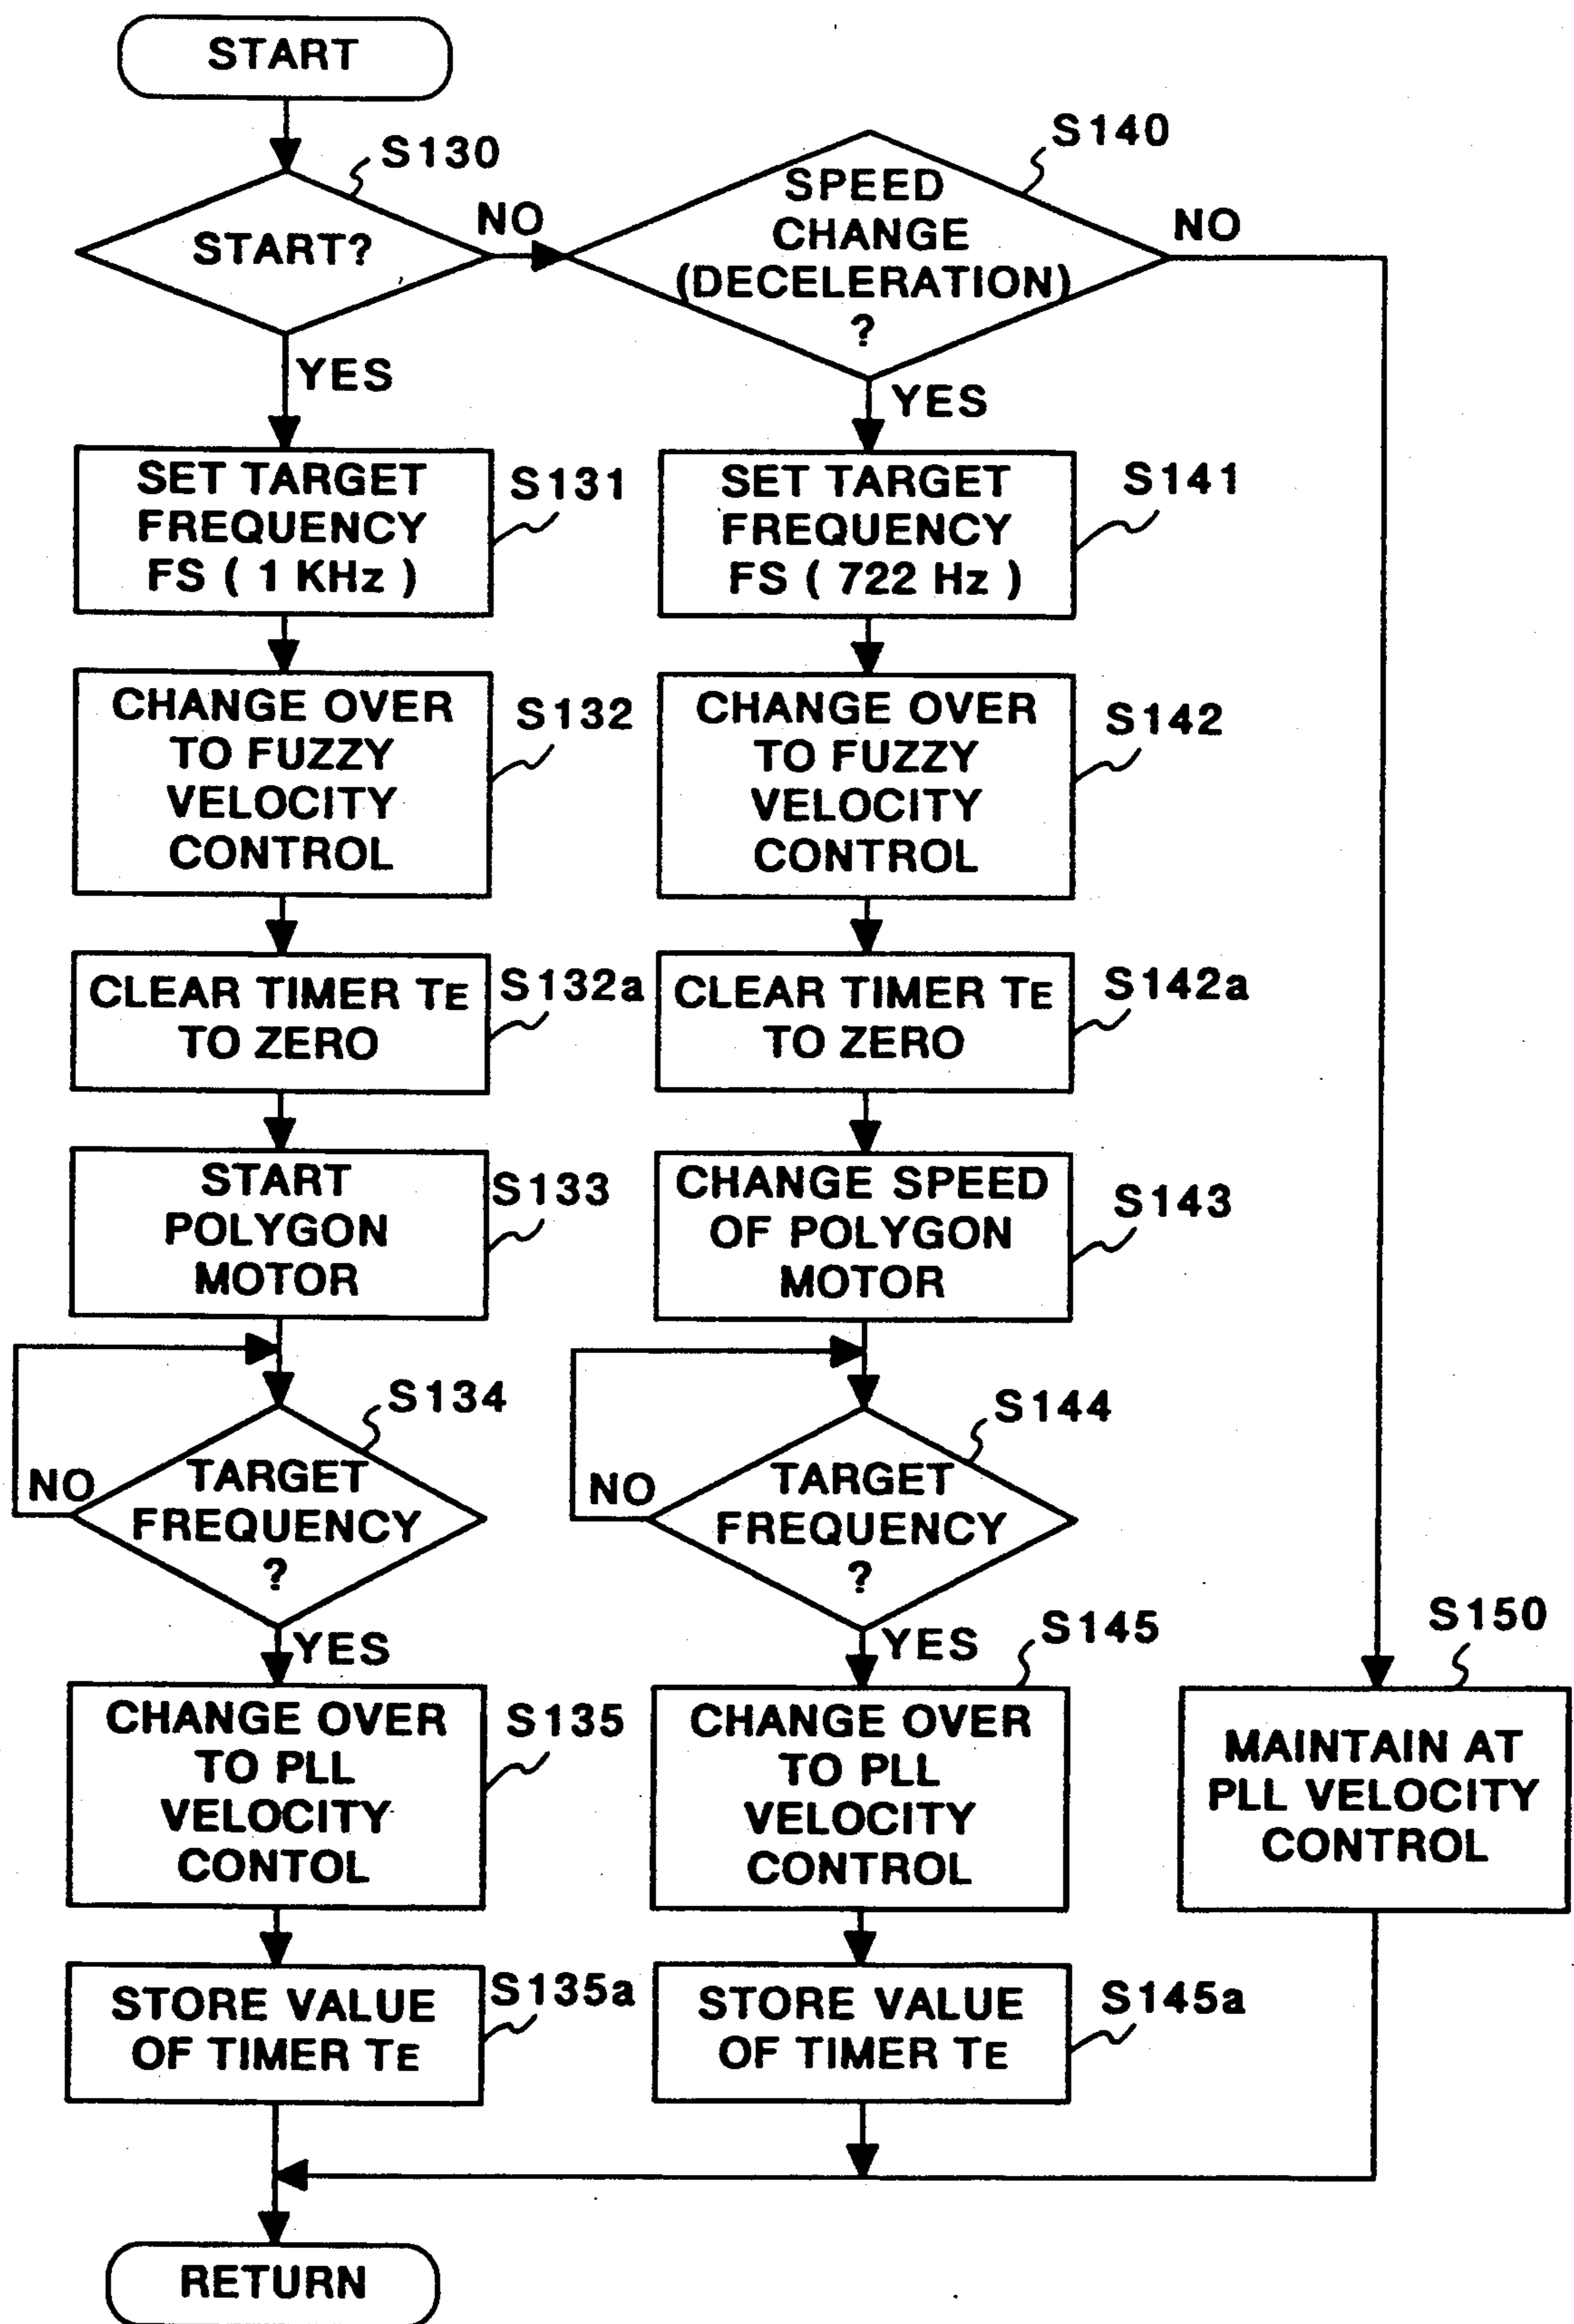 START
S130
START?
NO
YES
S140
SPEED
CHANGE
(DECELERATION)
?
NO
YES
SET TARGET
FREQUENCY
FS ( 1 KHz )
S131
SET TARGET
FREQUENCY
FS ( 722 Hz )
S141
CHANGE OVER
TO FUZZY
VELOCITY
CONTROL
S132
CHANGE OVER
TO FUZZY
VELOCITY
CONTROL
S142
CLEAR TIMER TE
TO ZERO
S132a
CLEAR TIMER TE
TO ZERO
S142a
START
POLYGON
MOTOR
S133
CHANGE SPEED
OF POLYGON
MOTOR
S143
S134
TARGET
FREQUENCY
?
NO
YES
S144
TARGET
FREQUENCY
?
NO
YES
CHANGE OVER
TO PLL
VELOCITY
CONTOL
S135
S145
CHANGE OVER
TO PLL
VELOCITY
CONTROL
S150
MAINTAIN AT
PLL VELOCITY
CONTROL
STORE VALUE
OF TIMER TE
S135a
STORE VALUE
OF TIMER TE
S145a
RETURN